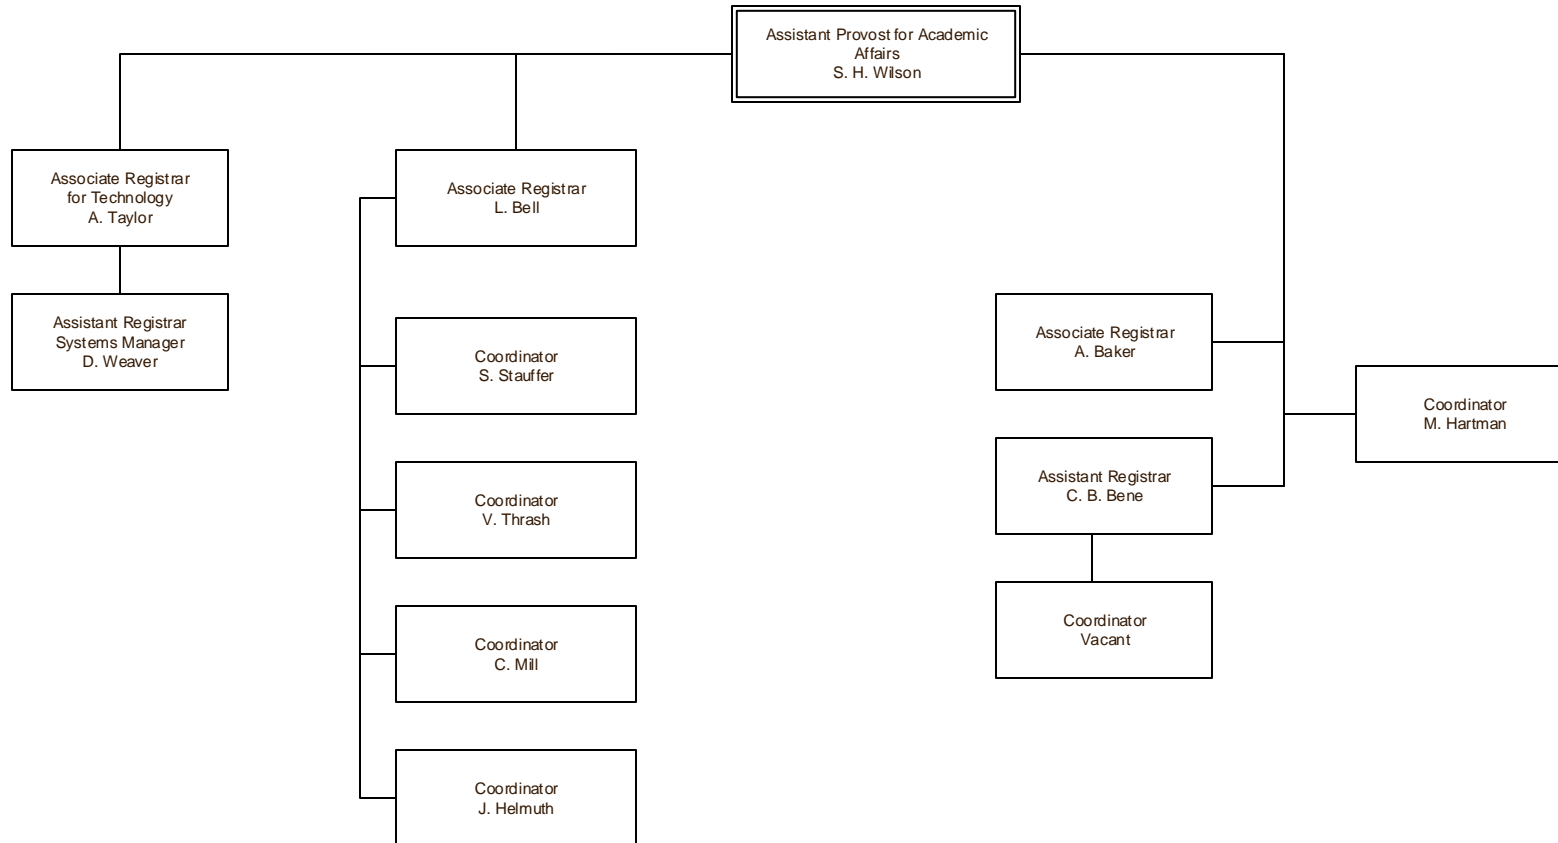 Assistant Provost for Academic
Affairs
S. H. Wilson
Associate Registrar
for Technology
A. Taylor
Associate Registrar
L. Bell
Assistant Registrar
Systems Manager
D. Weaver
Coordinator
S. Stauffer
Associate Registrar
A. Baker
Coordinator
M. Hartman
Coordinator
V. Thrash
Assistant Registrar
C. B. Bene
Coordinator
C. Mill
Coordinator
Vacant
Coordinator
J. Helmuth